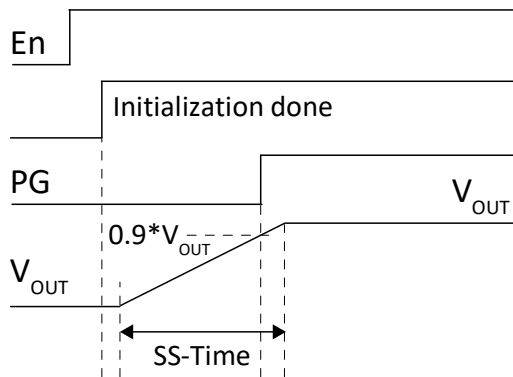 En
Initialization done
PG
V_OUT
0.9*V_OUT
V_OUT
SS-Time